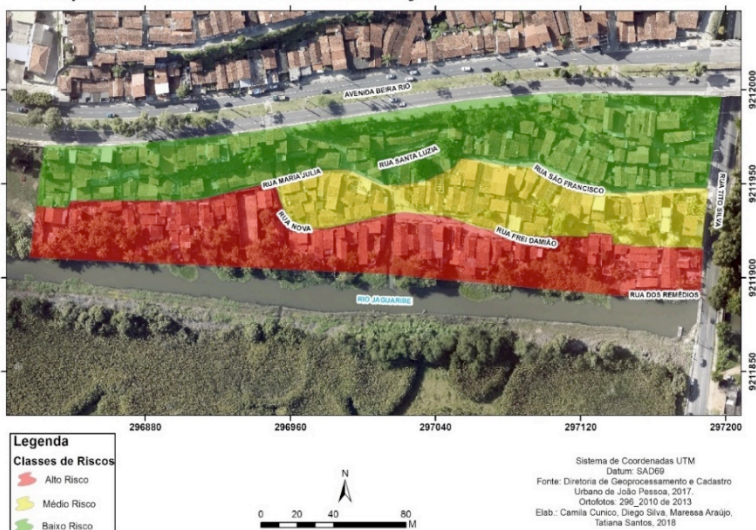 AVENIDA BEIRA RIO
RUA SANTA LUZIA
RUA MARIA JULIA
RUA SÃO FRANCISCO
RUA TITO SILVA
RUA NOVA
RUA FREI DAMIÃO
RUA DOS REMÉDIOS
RIO JAGUARIBE
9212000
9211950
9211900
9211850
296880 296960 297040 297120 297200
Legenda
Classes de Riscos
Alto Risco
Médio Risco
Baixo Risco
N
0 20 40 80
M
Sistema de Coordenadas UTM
Datum: SAD69
Fonte: Diretoria de Geoprocessamento e Cadastro
Urbano de João Pessoa, 2017.
Ortofotos: 296_2010 de 2013
Elab.: Camila Cunico, Diego Silva, Maressa Araújo,
Tatiana Santos, 2018